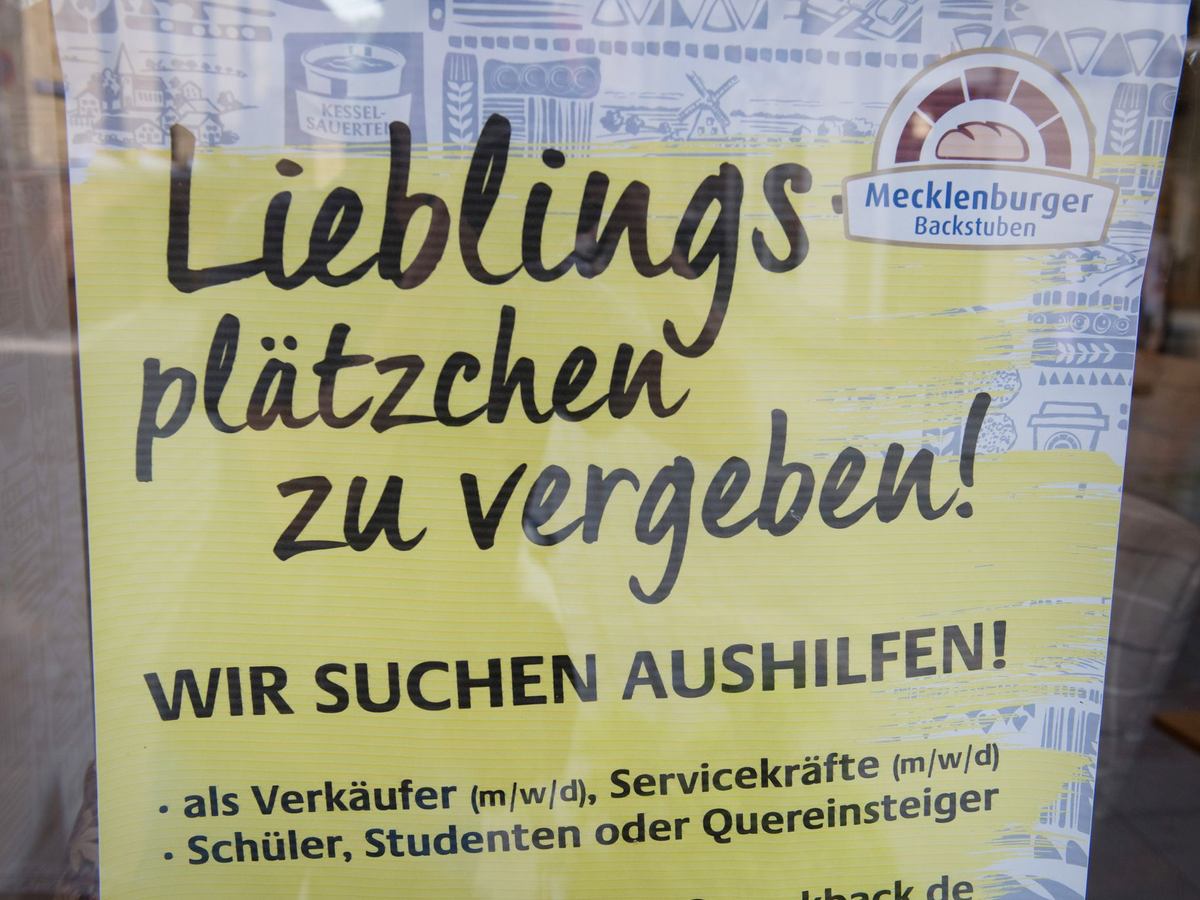 KESSEL-
SAUERTEI
Mecklenburger
Backstuben
Lieblings-
plätzchen
zu vergeben!
WIR SUCHEN AUSHILFEN!
• als Verkäufer (m/w/d), Servicekräfte (m/w/d)
• Schüler, Studenten oder Quereinsteiger